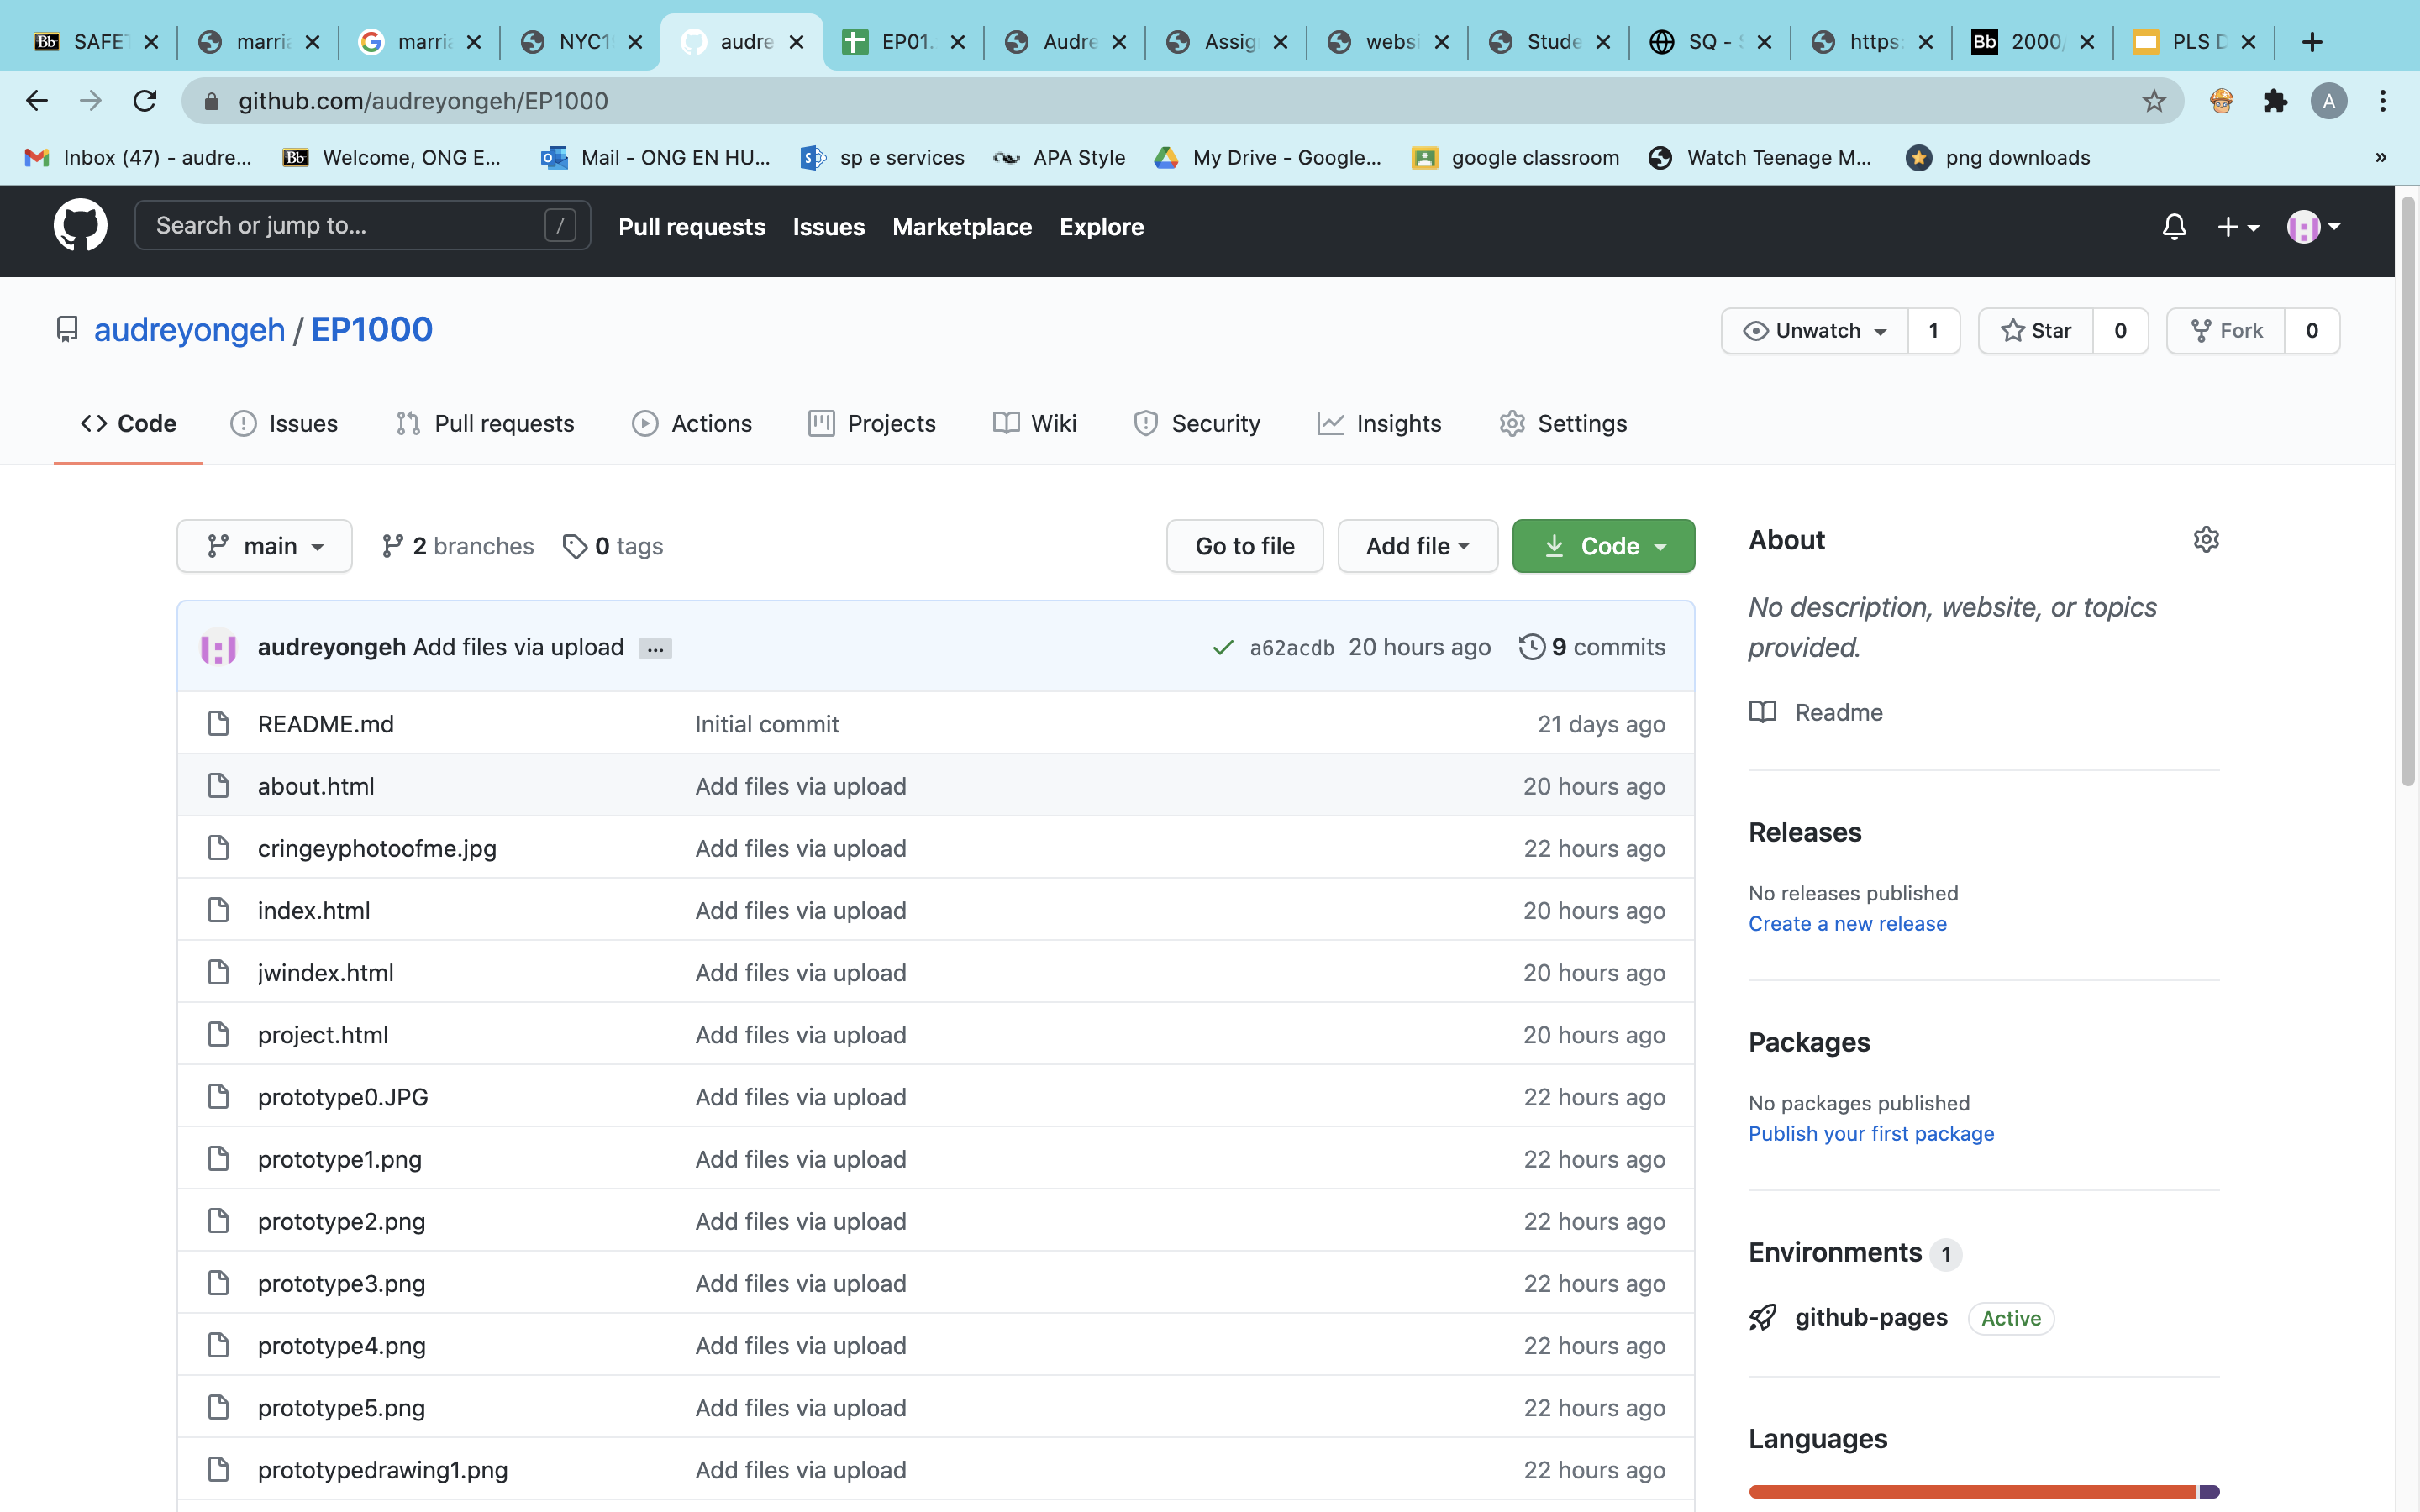 Bb SAFE marri marri NYC1 audre EP01. Audre Assig websi Stude SQ - https: Bb 2000/ PLS D
github.com/audreyongeh/EP1000 A
Inbox (47) - audre... Bb Welcome, ONG E... Mail - ONG EN HU... sp e services APA Style My Drive - Google... google classroom Watch Teenage M... png downloads »
Search or jump to... / Pull requests Issues Marketplace Explore
audreyongeh / EP1000 Unwatch 1 Star 0 Fork 0
Code Issues Pull requests Actions Projects Wiki Security Insights Settings
main 2 branches 0 tags Go to file Add file Code
audreyongeh Add files via upload ... a62acdb 20 hours ago 9 commits
README.md Initial commit 21 days ago
about.html Add files via upload 20 hours ago
cringeyphotoofme.jpg Add files via upload 22 hours ago
index.html Add files via upload 20 hours ago
jwindex.html Add files via upload 20 hours ago
project.html Add files via upload 20 hours ago
prototype0.JPG Add files via upload 22 hours ago
prototype1.png Add files via upload 22 hours ago
prototype2.png Add files via upload 22 hours ago
prototype3.png Add files via upload 22 hours ago
prototype4.png Add files via upload 22 hours ago
prototype5.png Add files via upload 22 hours ago
prototypedrawing1.png Add files via upload 22 hours ago
About
No description, website, or topics
provided.
Readme
Releases
No releases published
Create a new release
Packages
No packages published
Publish your first package
Environments 1
github-pages Active
Languages